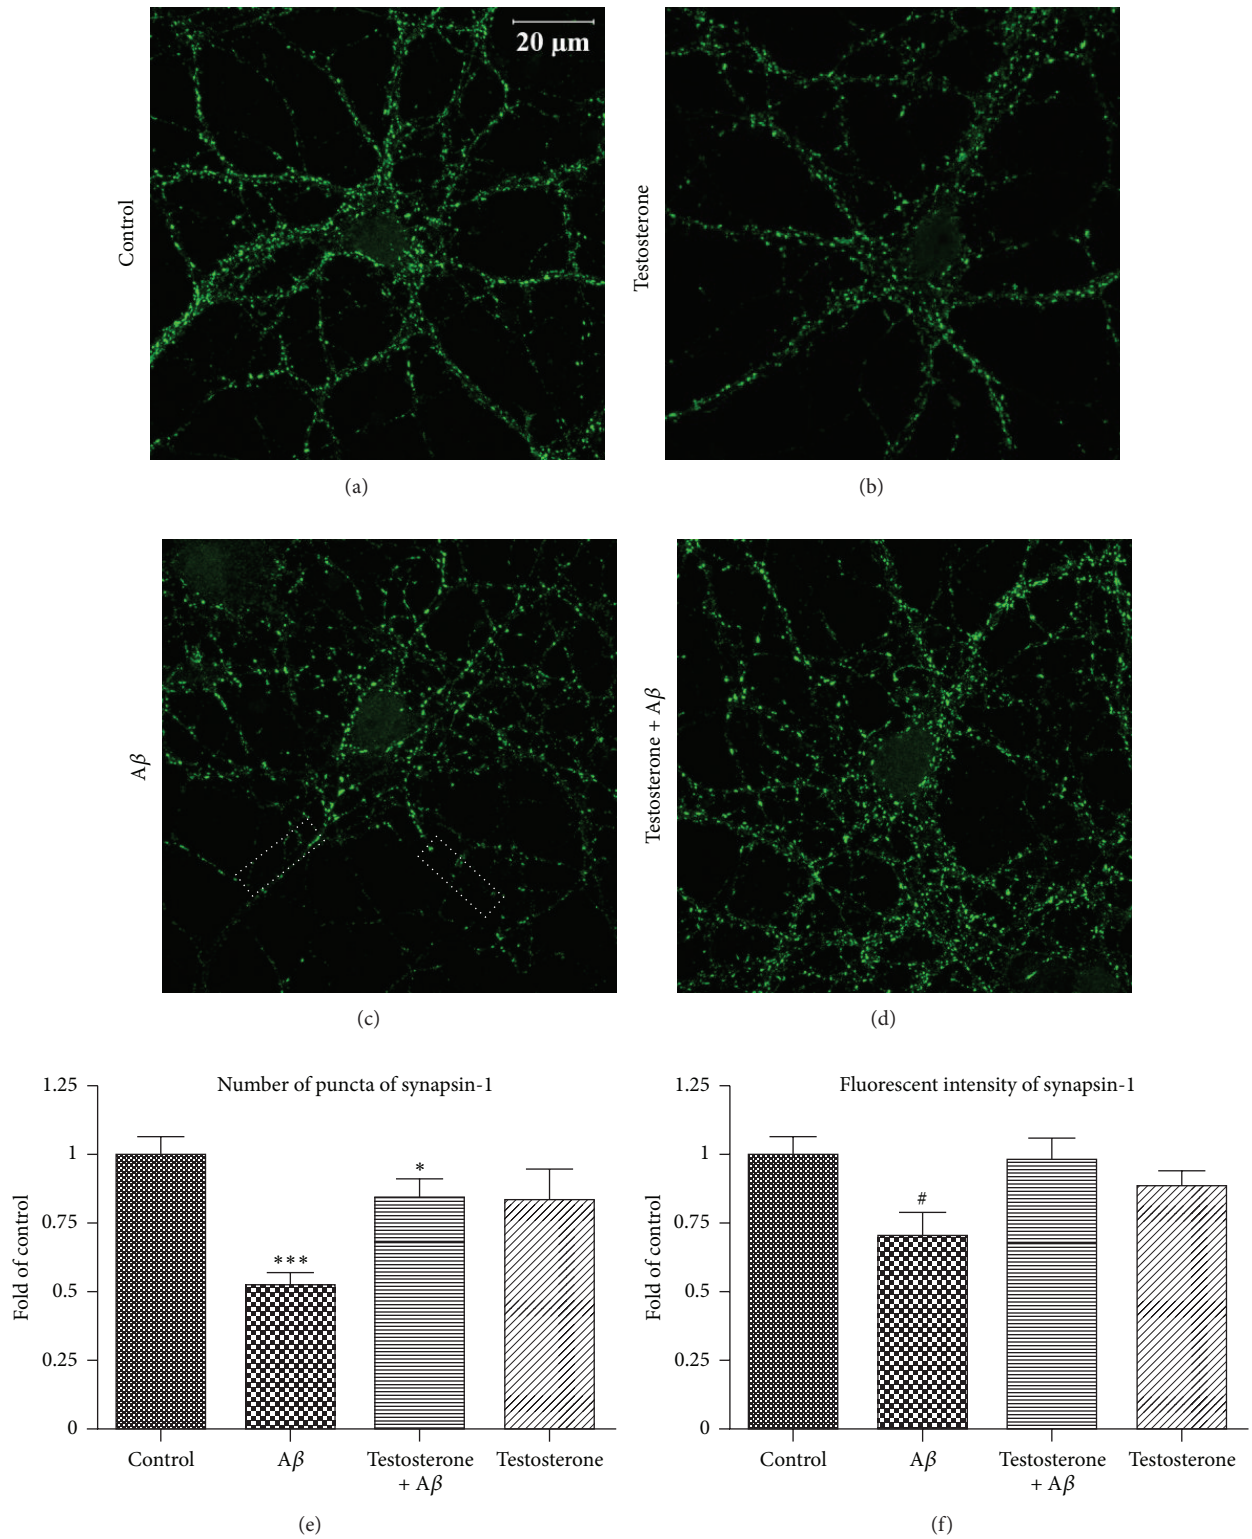 20 μm
Control
Testosterone
(a)
(b)
Aβ
Testosterone + Aβ
(c)
(d)
Number of puncta of synapsin-1
1.25
1
0.75
0.5
0.25
0
Fold of control
***
*
Control
Aβ
Testosterone
+ Aβ
Testosterone
(e)
Fluorescent intensity of synapsin-1
1.25
1
0.75
0.5
0.25
0
Fold of control
#
Control
Aβ
Testosterone
+ Aβ
Testosterone
(f)